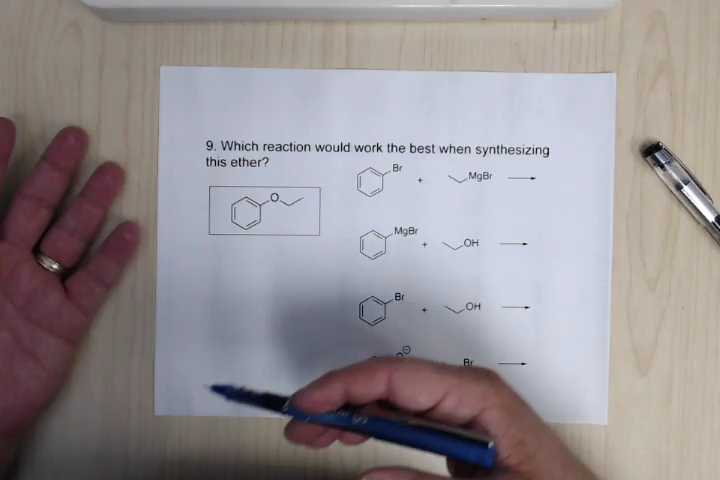 9. Which reaction would work the best when synthesizing
this ether?
Br
+
MgBr
O
MgBr
+
OH
Br
+
OH
Br